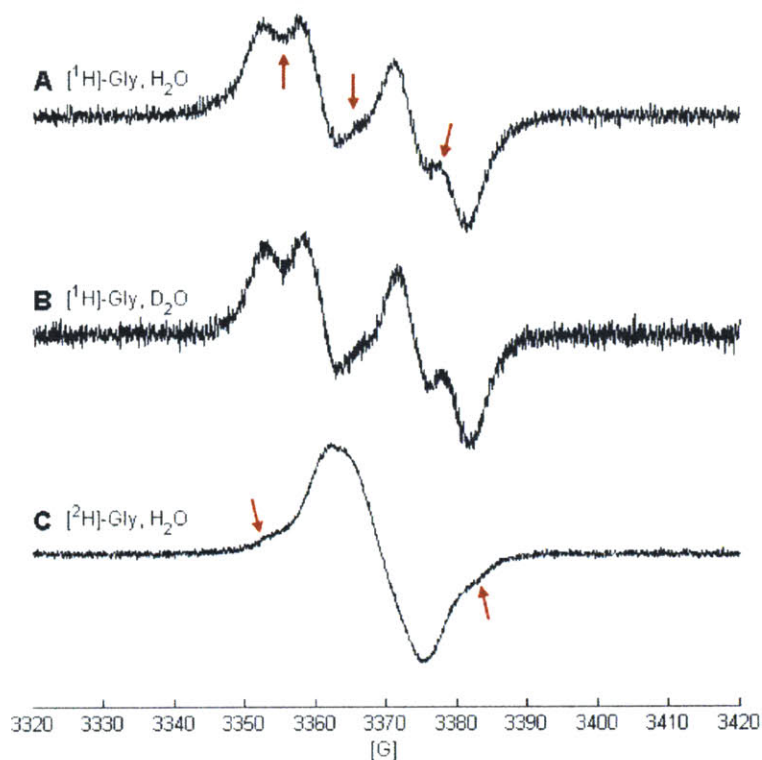 A [¹H]-Gly, H₂O
B [¹H]-Gly, D₂O
C [²H]-Gly, H₂O
3320 3330 3340 3350 3360 3370 3380 3390 3400 3410 3420
[G]